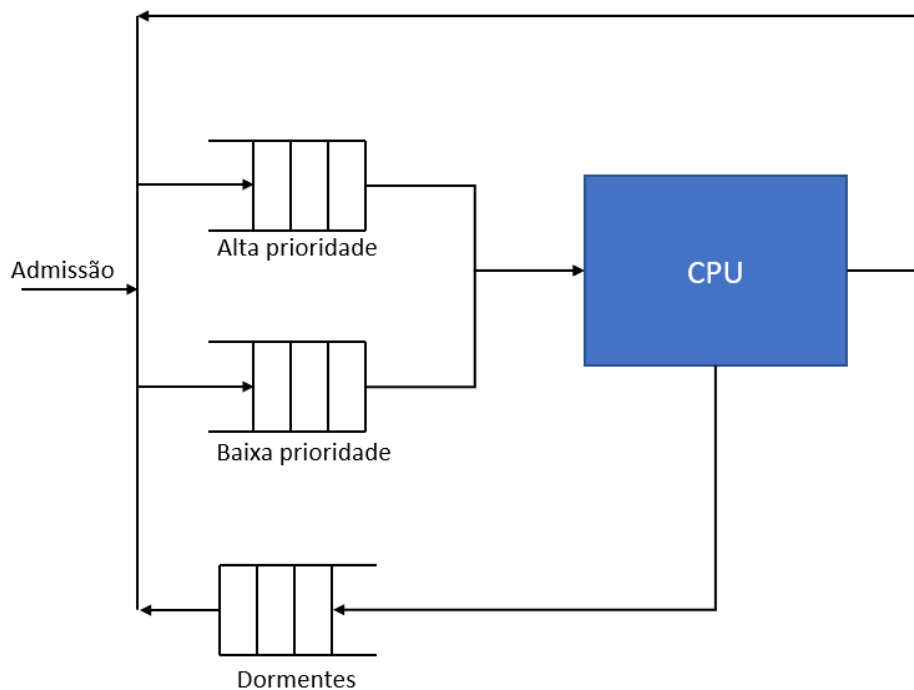 Alta prioridade
Admissão
CPU
Baixa prioridade
Dormentes